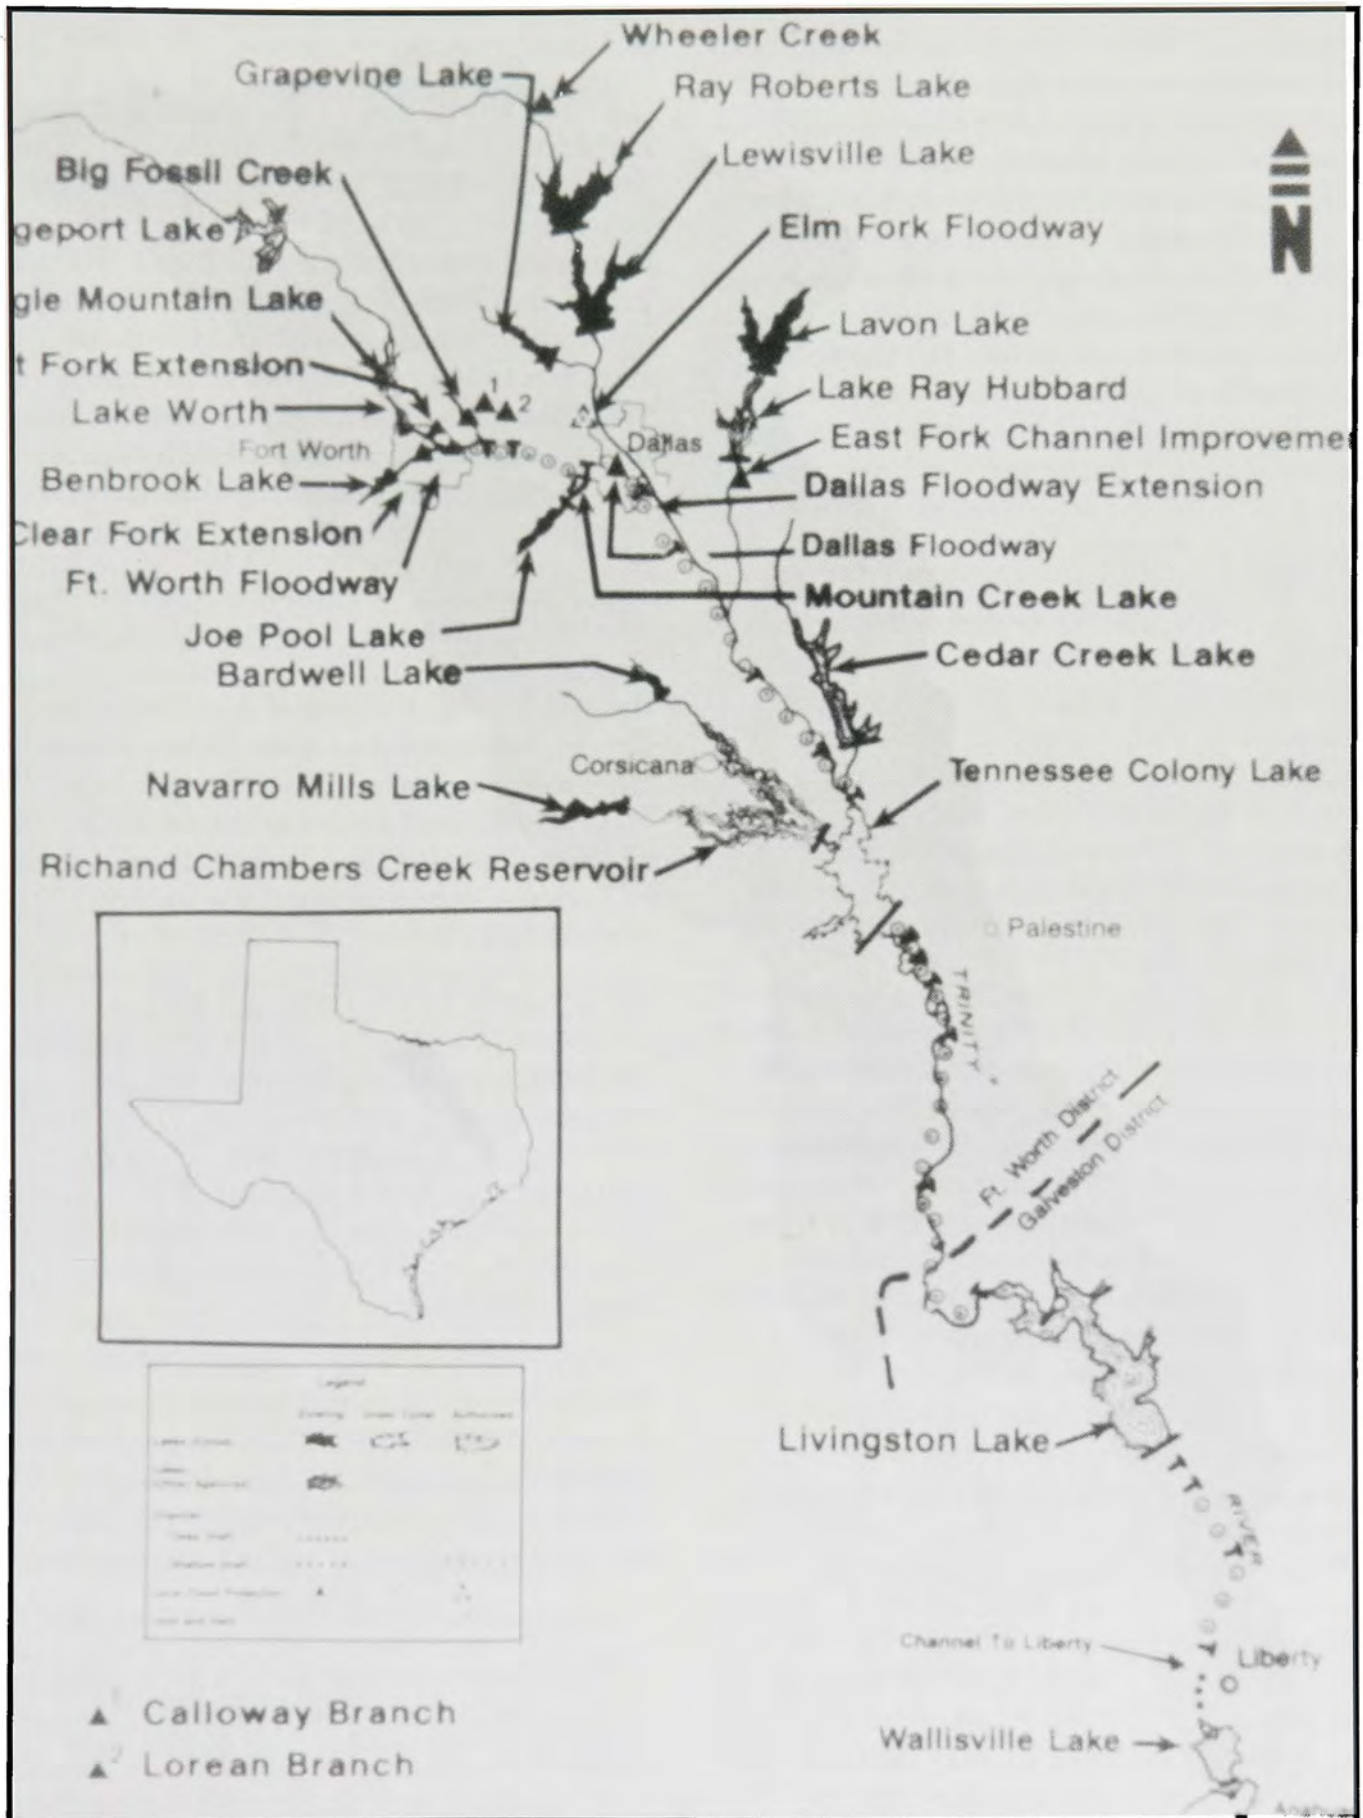 Wheeler Creek
Grapevine Lake
Ray Roberts Lake
Lewisville Lake
N
Big Fossil Creek
geport Lake
Elm Fork Floodway
gle Mountain Lake
Lavon Lake
t Fork Extension
1
2
Lake Ray Hubbard
Lake Worth
Fort Worth
Dallas
East Fork Channel Improveme
Benbrook Lake
Dallas Floodway Extension
Clear Fork Extension
Dallas Floodway
Ft. Worth Floodway
Mountain Creek Lake
Joe Pool Lake
Bardwell Lake
Cedar Creek Lake
Corsicana
Tennessee Colony Lake
Navarro Mills Lake
Richand Chambers Creek Reservoir
Palestine
TRINITY
Ft. Worth District
Galveston District
Livingston Lake
RIVER
Legend
Channel To Liberty
Liberty
1
Calloway Branch
Wallisville Lake
2
Lorean Branch